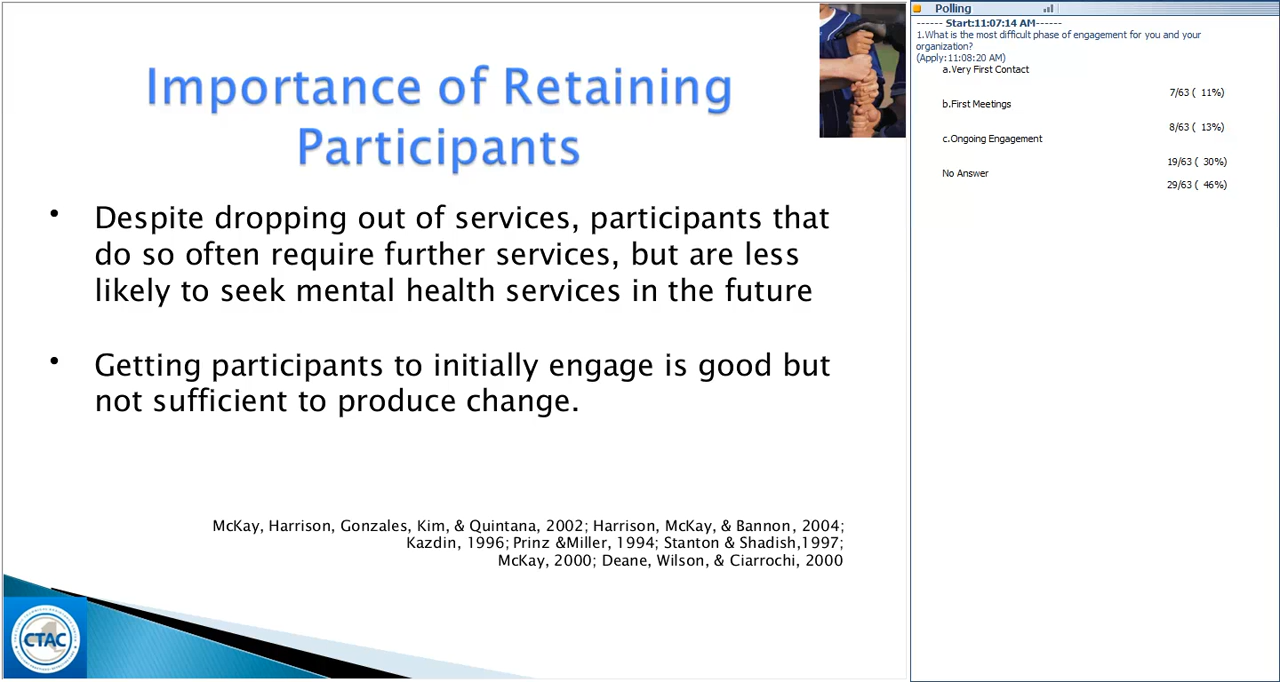 Importance of Retaining
Participants
• Despite dropping out of services, participants that
do so often require further services, but are less
likely to seek mental health services in the future
• Getting participants to initially engage is good but
not sufficient to produce change.
McKay, Harrison, Gonzales, Kim, & Quintana, 2002; Harrison, McKay, & Bannon, 2004;
Kazdin, 1996; Prinz &Miller, 1994; Stanton & Shadish,1997;
McKay, 2000; Deane, Wilson, & Ciarrochi, 2000
CTAC
Polling
------ Start:11:07:14 AM------
1.What is the most difficult phase of engagement for you and your
organization?
(Apply:11:08:20 AM)
a.Very First Contact
7/63 ( 11%)
b.First Meetings
8/63 ( 13%)
c.Ongoing Engagement
19/63 ( 30%)
No Answer
29/63 ( 46%)